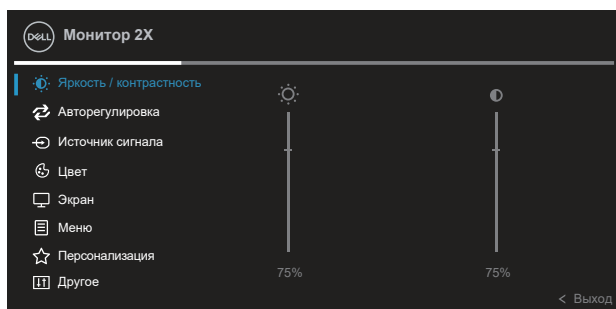 DELL
Монитор 2X
Яркость / контрастность
Авторегулировка
Источник сигнала
Цвет
Экран
Меню
Персонализация
Другое
75%
75%
< Выход